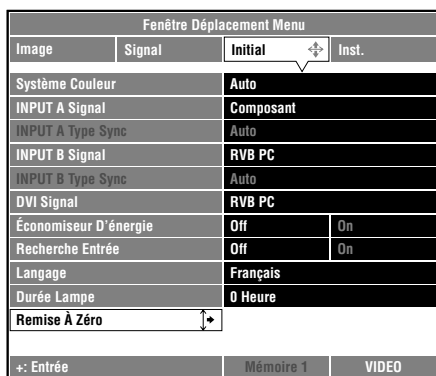 Fenêtre Déplacement Menu
Image Signal Initial Inst.
Système Couleur Auto
INPUT A Signal Composant
INPUT A Type Sync Auto
INPUT B Signal RVB PC
INPUT B Type Sync Auto
DVI Signal RVB PC
Économiseur D'énergie Off On
Recherche Entrée Off On
Langage Français
Durée Lampe 0 Heure
Remise À Zéro
+: Entrée Mémoire 1 VIDEO